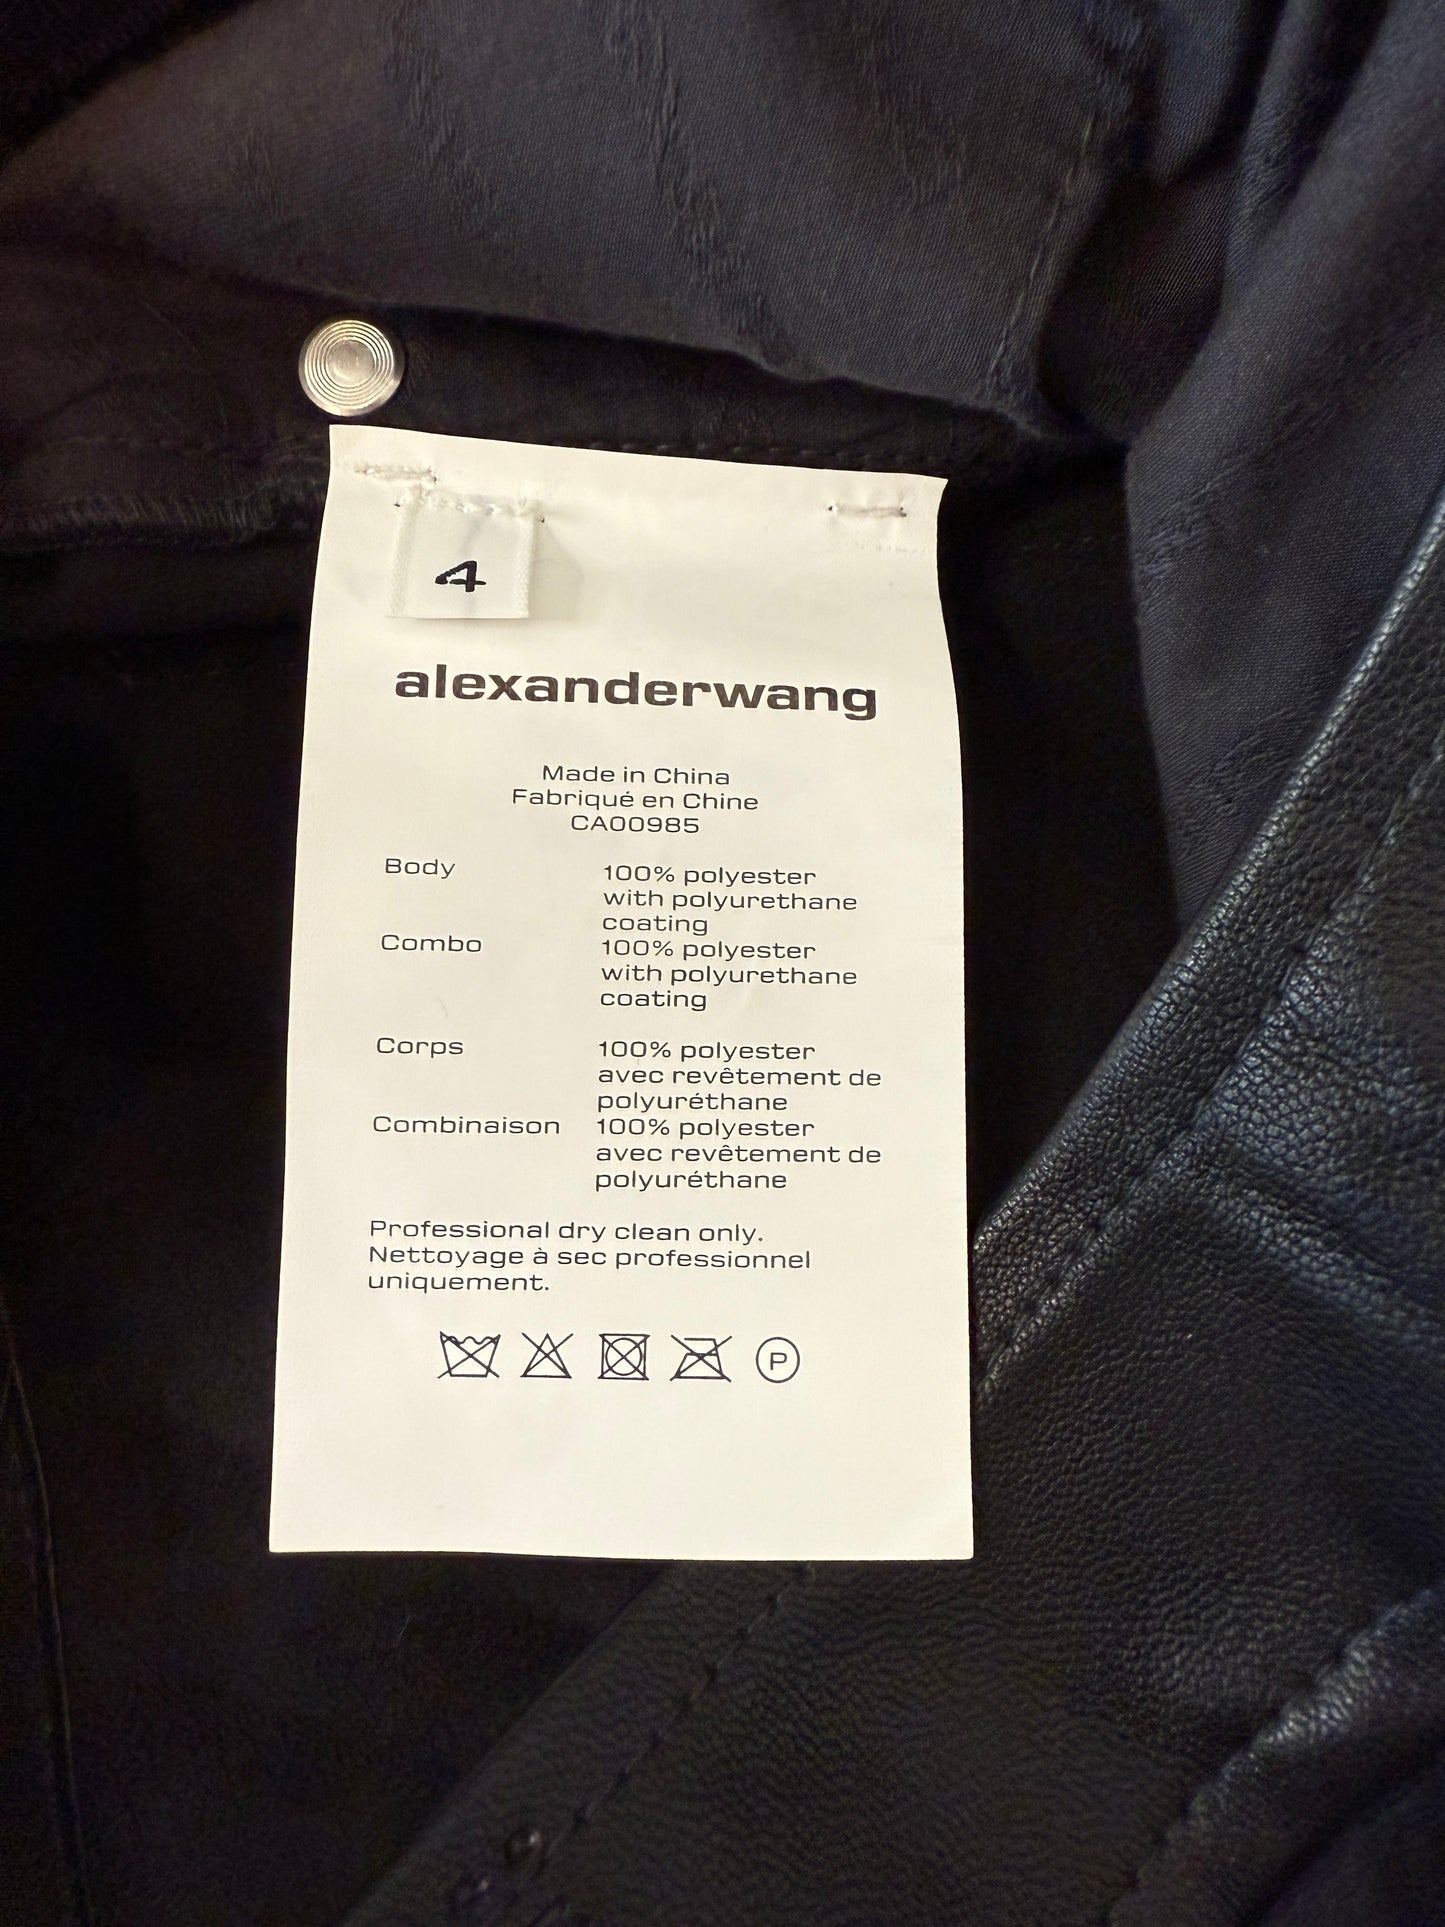 4
alexanderwang
Made in China
Fabriqué en Chine
CA00985
Body 100% polyester
with polyurethane
coating
Combo 100% polyester
with polyurethane
coating
Corps 100% polyester
avec revêtement de
polyuréthane
Combinaison 100% polyester
avec revêtement de
polyuréthane
Professional dry clean only.
Nettoyage à sec professionnel
uniquement.
P